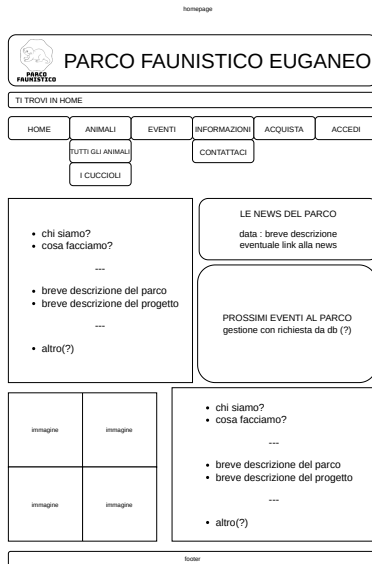 homepage
PARCO FAUNISTICO EUGANEO
PARCO
FAUNISTICO
TI TROVI IN HOME
HOME ANIMALI EVENTI INFORMAZIONI ACQUISTA ACCEDI
TUTTI GLI ANIMALI CONTATTACI
I CUCCIOLI
• chi siamo?
• cosa facciamo?
---
• breve descrizione del parco
• breve descrizione del progetto
---
• altro(?)
LE NEWS DEL PARCO
data : breve descrizione
eventuale link alla news
PROSSIMI EVENTI AL PARCO
gestione con richiesta da db (?)
immagine immagine
immagine immagine
• chi siamo?
• cosa facciamo?
---
• breve descrizione del parco
• breve descrizione del progetto
---
• altro(?)
footer